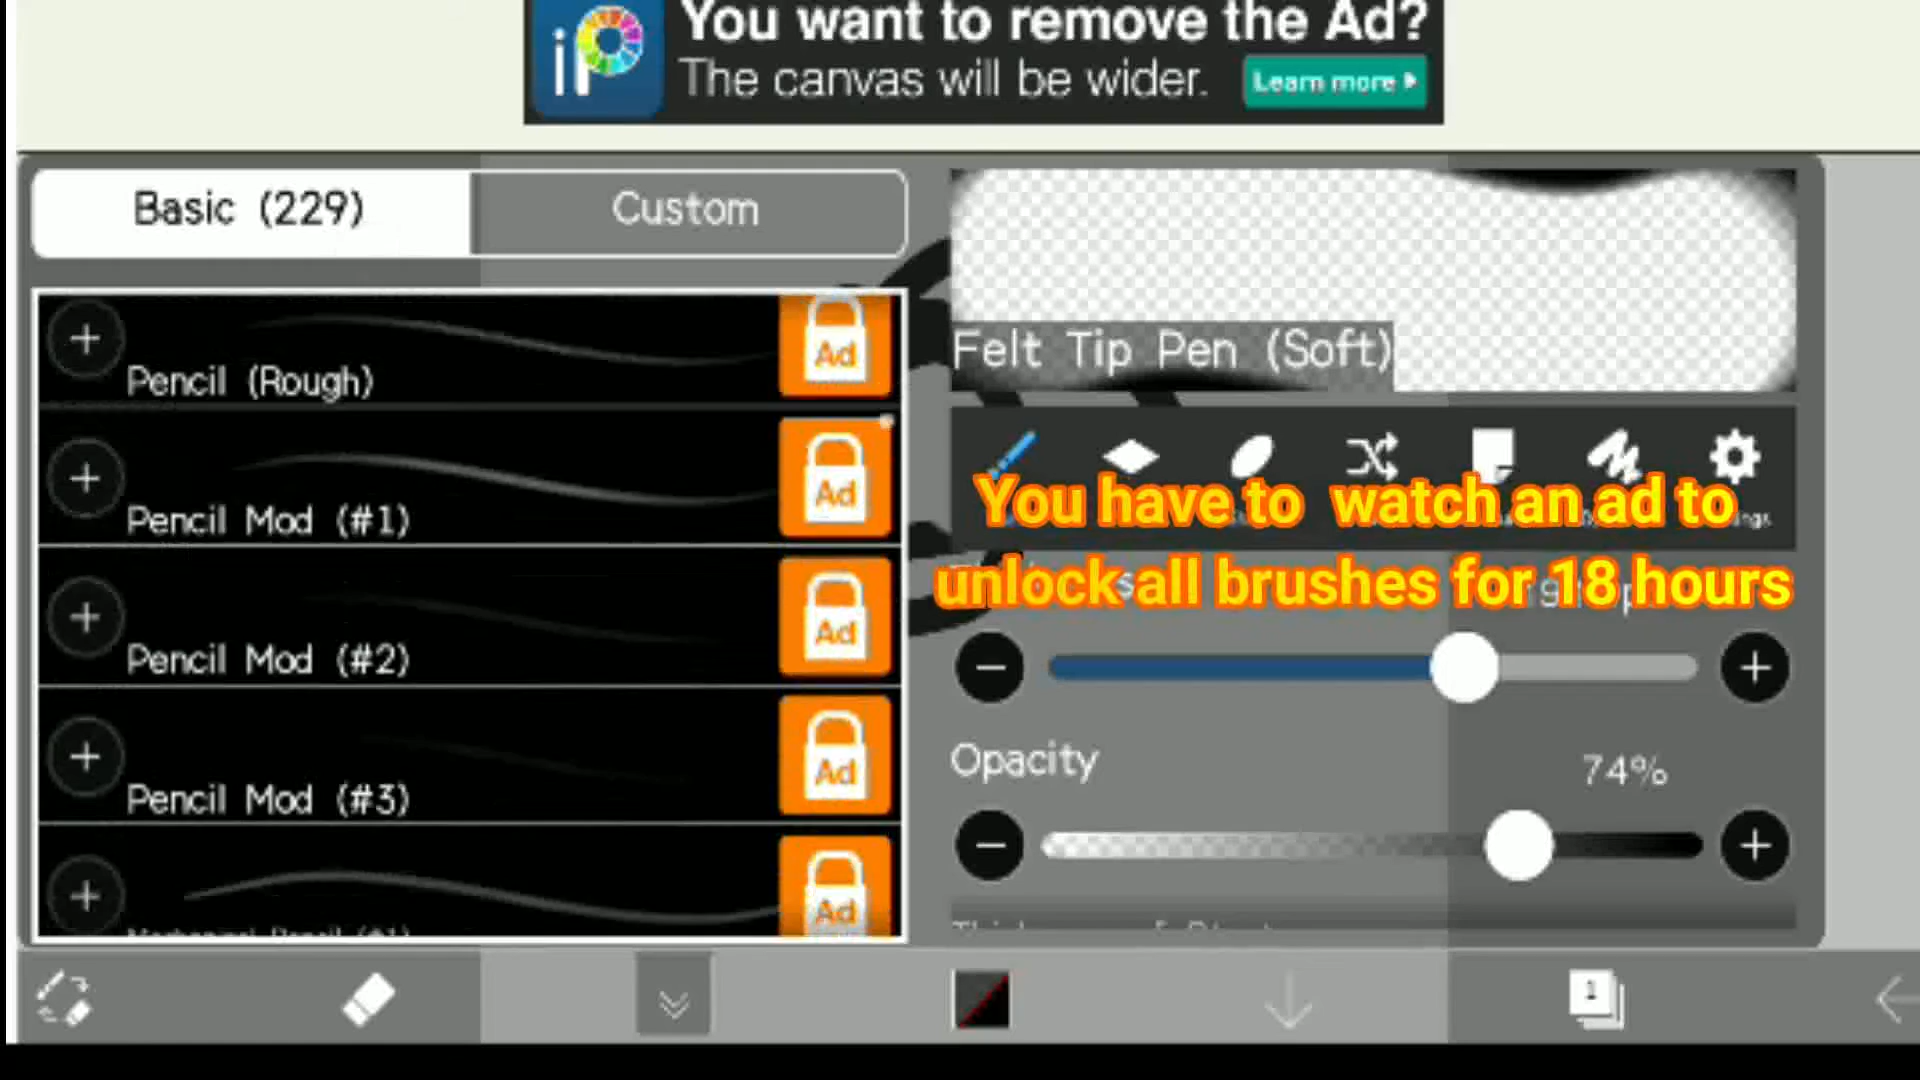 iP
You want to remove the Ad?
The canvas will be wider.
Learn more
Basic (229)
Custom
Pencil (Rough)
Ad
Pencil Mod (#1)
Ad
Pencil Mod (#2)
Ad
Pencil Mod (#3)
Ad
Ad
Felt Tip Pen (Soft)
You have to watch an ad to
unlock all brushes for 18 hours
Opacity
74%
1